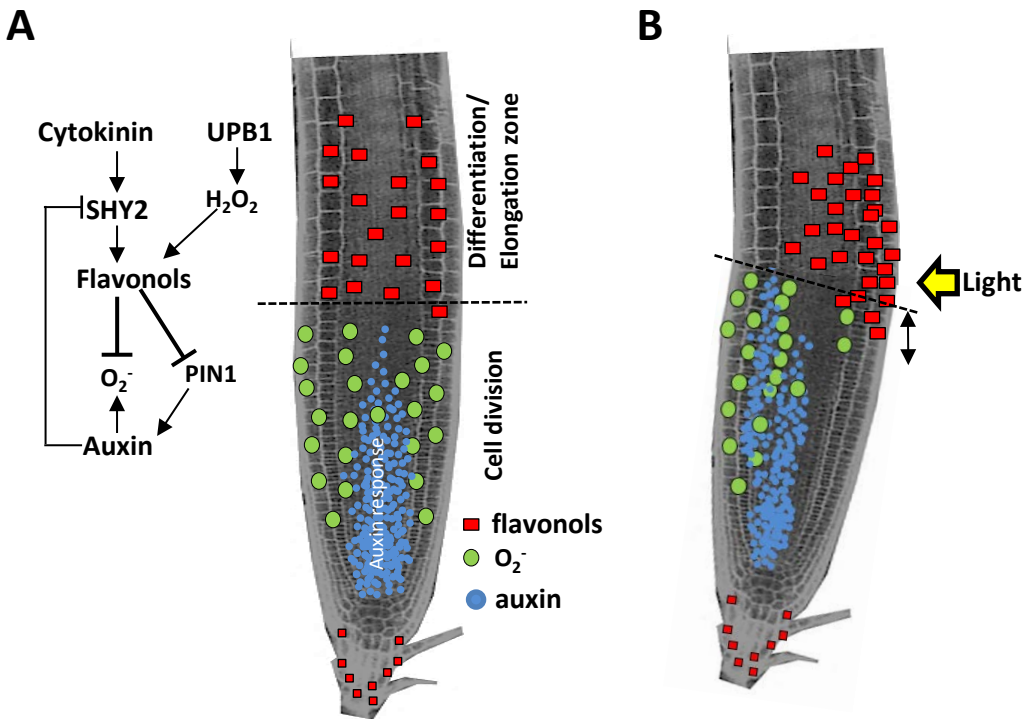 A
Cytokinin
UPB1
SHY2
H₂O₂
Flavonols
O₂⁻
PIN1
Auxin
Differentiation/
Elongation zone
Cell division
Auxin response
flavonols
O₂⁻
auxin
B
Light